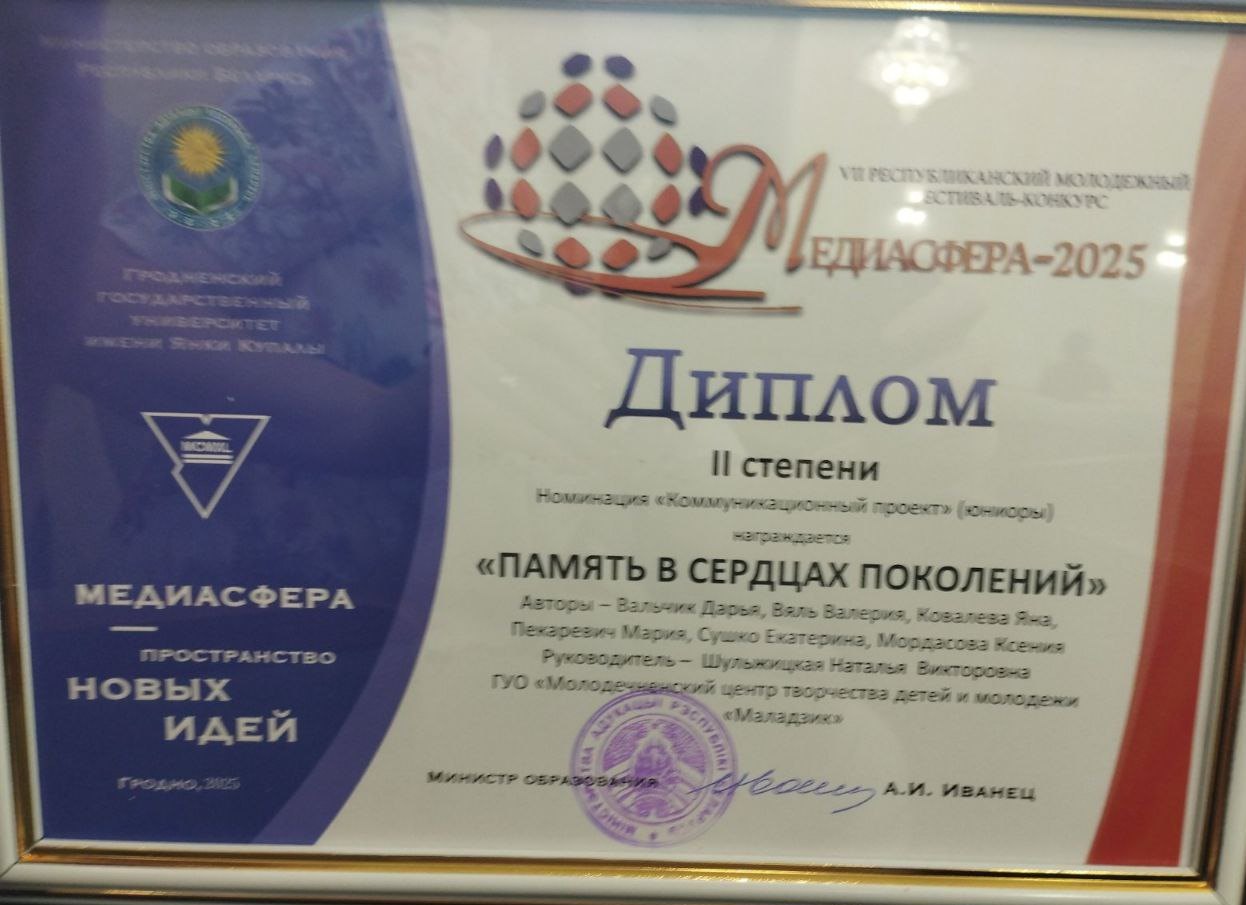 Министерство образования
Республики Беларусь
Гродненский
государственный
университет
имени Янки Купалы
МЕДИАСФЕРА
—
ПРОСТРАНСТВО
НОВЫХ
ИДЕЙ
Гродно, 2025
VII РЕСПУБЛИКАНСКИЙ МОЛОДЕЖНЫЙ
ФЕСТИВАЛЬ-КОНКУРС
МЕДИАСФЕРА-2025
Диплом
II степени
Номинация «Коммуникационный проект» (юниоры)
награждается
«ПАМЯТЬ В СЕРДЦАХ ПОКОЛЕНИЙ»
Авторы – Вальчик Дарья, Вяль Валерия, Ковалева Яна,
Пекаревич Мария, Сушко Екатерина, Мордасова Ксения
Руководитель – Шульжицкая Наталья Викторовна
ГУО «Молодечненский центр творчества детей и молодежи
«Маладзик»
Министр образования А.И. Иванец